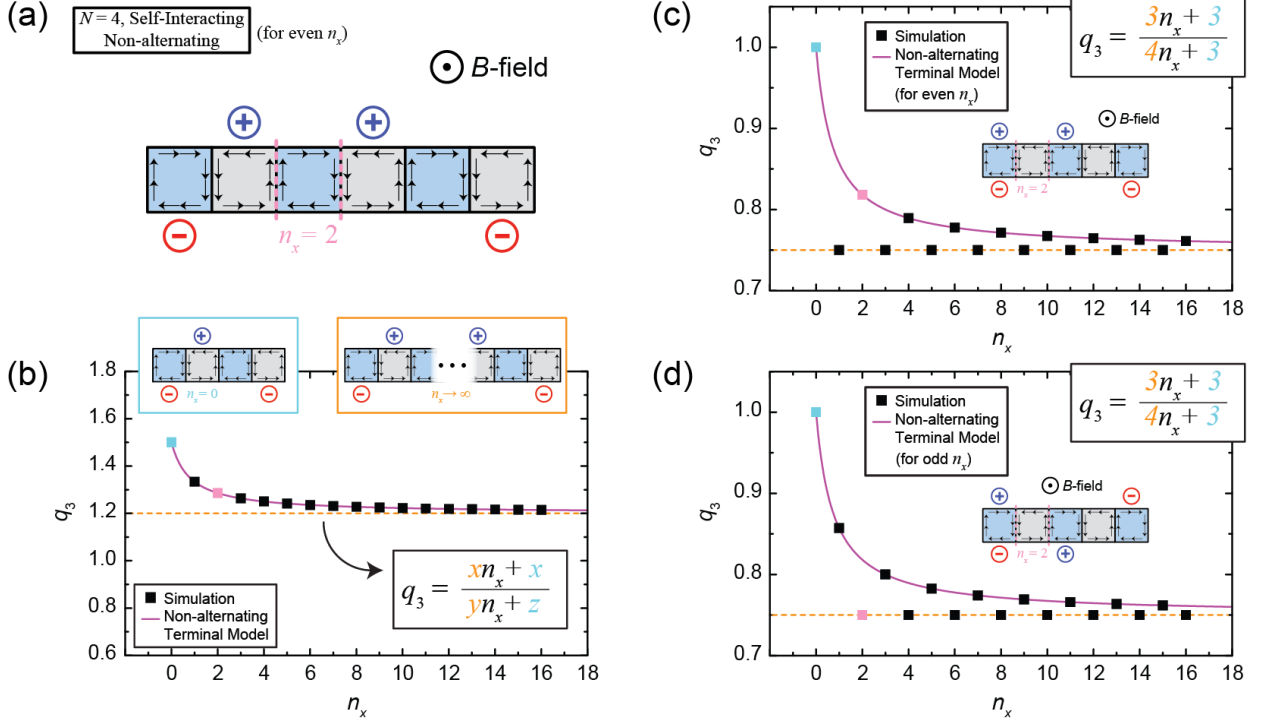 (a)
N = 4, Self-Interacting
Non-alternating
(for even nₓ)
B-field
+
+
−
nₓ = 2
−
(b)
+
−
nₓ = 0
−
+
+
• • •
−
nₓ → ∞
−
1.8
1.6
1.4
1.2
1.0
0.8
0.6
q₃
0 2 4 6 8 10 12 14 16 18
nₓ
Simulation
Non-alternating
Terminal Model
q₃ = (xnₓ + x) / (ynₓ + z)
(c)
1.0
0.9
0.8
0.7
q₃
0 2 4 6 8 10 12 14 16 18
nₓ
Simulation
Non-alternating
Terminal Model
(for even nₓ)
q₃ = (3nₓ + 3) / (4nₓ + 3)
B-field
+
+
−
nₓ = 2
−
(d)
1.0
0.9
0.8
0.7
q₃
0 2 4 6 8 10 12 14 16 18
nₓ
Simulation
Non-alternating
Terminal Model
(for odd nₓ)
q₃ = (3nₓ + 3) / (4nₓ + 3)
B-field
+
−
−
nₓ = 2
+